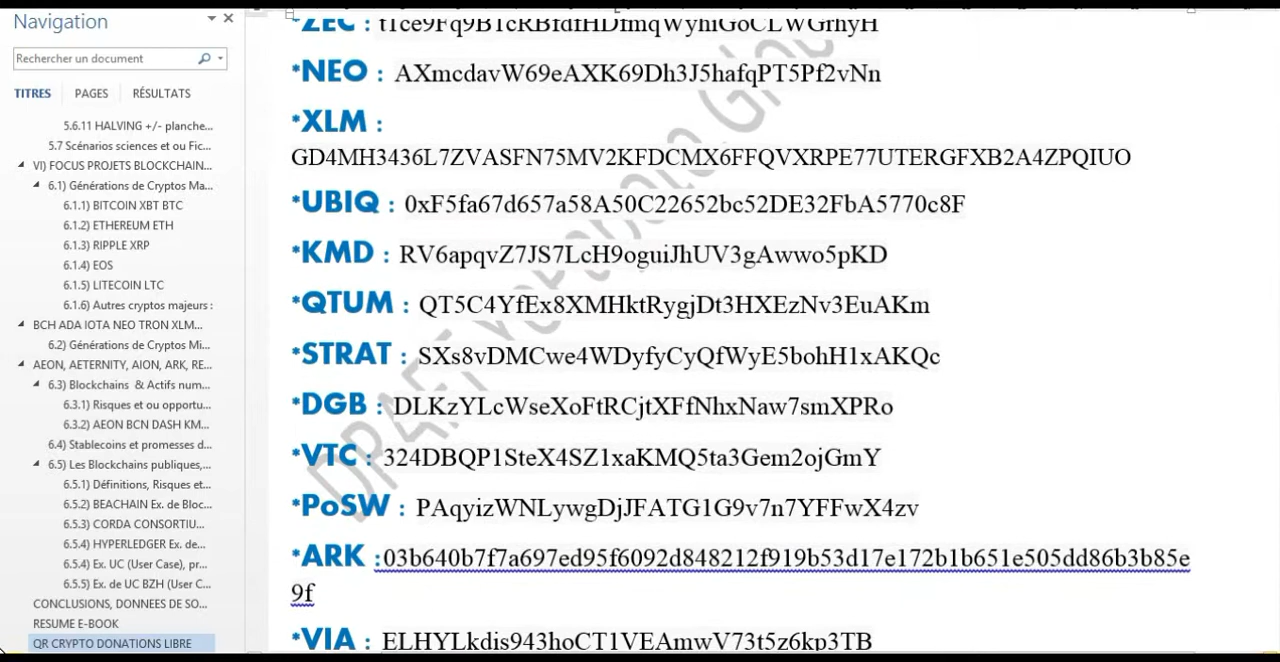 Navigation
Rechercher un document
TITRES PAGES RÉSULTATS
5.6.11 HALVING +/- planche...
5.7 Scénarios sciences et ou Fic...
VI) FOCUS PROJETS BLOCKCHAIN...
6.1) Générations de Cryptos Ma...
6.1.1) BITCOIN XBT BTC
6.1.2) ETHEREUM ETH
6.1.3) RIPPLE XRP
6.1.4) EOS
6.1.5) LITECOIN LTC
6.1.6) Autres cryptos majeurs :
BCH ADA IOTA NEO TRON XLM...
6.2) Générations de Cryptos Mi...
AEON, AETERNITY, AION, ARK, RE...
6.3) Blockchains & Actifs num...
6.3.1) Risques et ou opportu...
6.3.2) AEON BCN DASH KM...
6.4) Stablecoins et promesses d...
6.5) Les Blockchains publiques,...
6.5.1) Définitions, Risques et...
6.5.2) BEACHAIN Ex. de Bloc...
6.5.3) CORDA CONSORTIU...
6.5.4) HYPERLEDGER Ex. de...
6.5.4) Ex. UC (User Case), pr...
6.5.5) Ex. de UC BZH (User C...
CONCLUSIONS, DONNEES DE SO...
RESUME E-BOOK
QR CRYPTO DONATIONS LIBRE
*ZEC :
*NEO : AXmcdavW69eAXK69Dh3J5hafqPT5Pf2vNn
*XLM :
GD4MH3436L7ZVASFN75MV2KFDCMX6FFQVXRPE77UTERGFXB2A4ZPQIUO
*UBIQ : 0xF5fa67d657a58A50C22652bc52DE32FbA5770c8F
*KMD : RV6apqvZ7JS7LcH9oguiJhUV3gAwwo5pKD
*QTUM : QT5C4YfEx8XMHktRygjDt3HXEzNv3EuAKm
*STRAT : SXs8vDMCwe4WDyfyCyQfWyE5bohH1xAKQc
*DGB : DLKzYLcWseXoFtRCjtXFfNhxNaw7smXPRo
*VTC : 324DBQP1SteX4SZ1xaKMQ5ta3Gem2ojGmY
*PoSW : PAqyizWNLywgDjJFATG1G9v7n7YFFwX4zv
*ARK :03b640b7f7a697ed95f6092d848212f919b53d17e172b1b651e505dd86b3b85e
9f
*VIA : ELHYLkdis943hoCT1VEAmwV73t5z6kp3TB